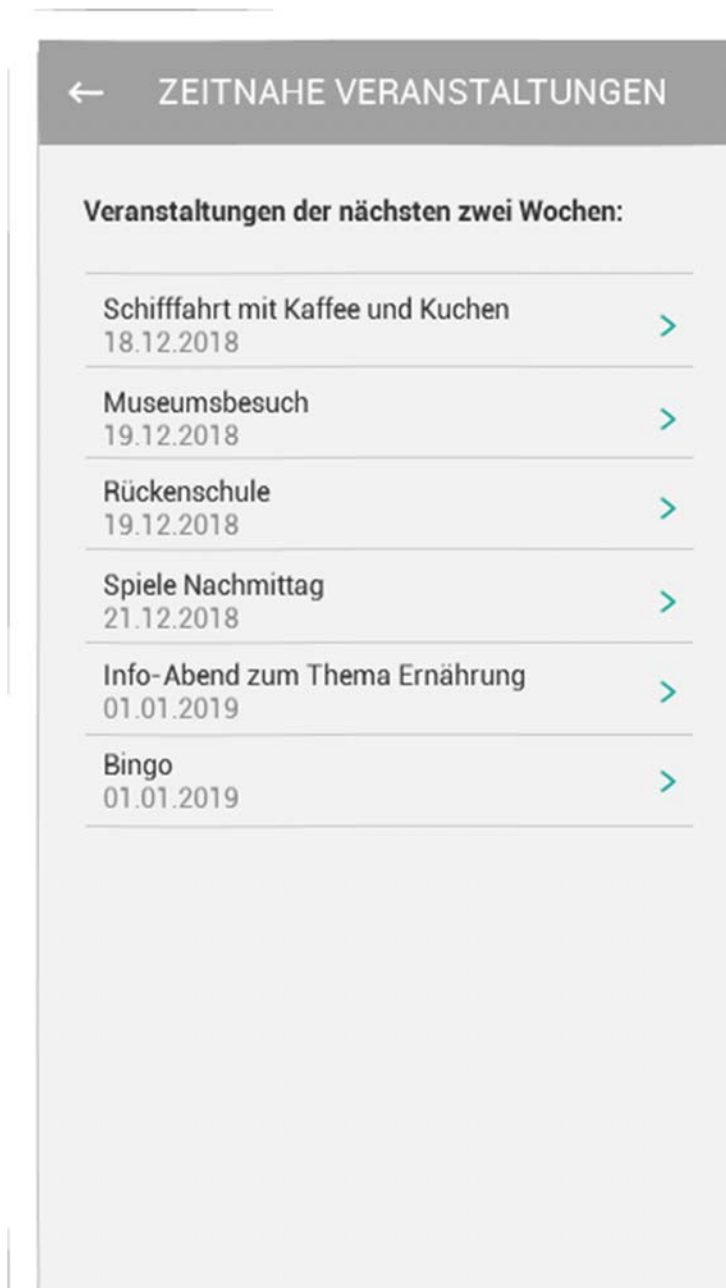 ZEITNAHE VERANSTALTUNGEN
Veranstaltungen der nächsten zwei Wochen:
Schifffahrt mit Kaffee und Kuchen
18.12.2018
Museumsbesuch
19.12.2018
Rückenschule
19.12.2018
Spiele Nachmittag
21.12.2018
Info-Abend zum Thema Ernährung
01.01.2019
Bingo
01.01.2019